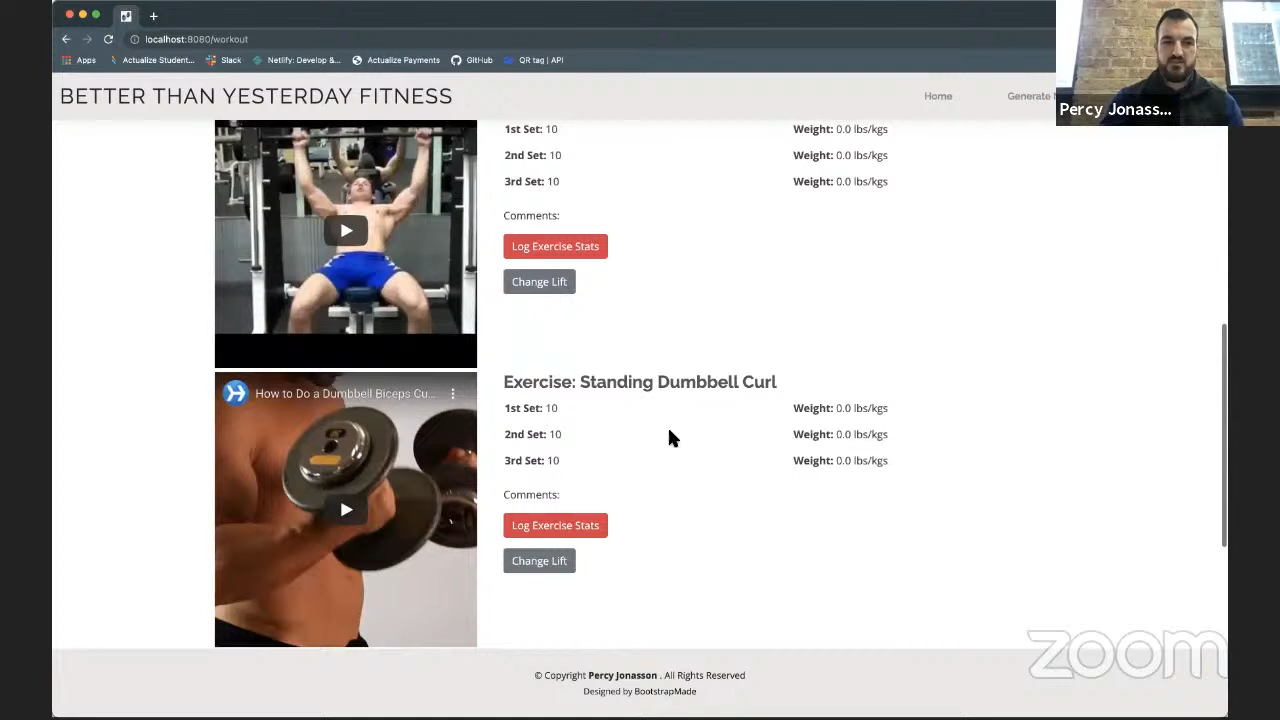 localhost:8080/workout
Apps
Actualize Student...
Slack
Netlify: Develop &...
Actualize Payments
GitHub
QR tag | API
Percy Jonass...
BETTER THAN YESTERDAY FITNESS
Home
Generate
1st Set: 10
Weight: 0.0 lbs/kgs
2nd Set: 10
Weight: 0.0 lbs/kgs
3rd Set: 10
Weight: 0.0 lbs/kgs
Comments:
Log Exercise Stats
Change Lift
How to Do a Dumbbell Biceps Cu...
Exercise: Standing Dumbbell Curl
1st Set: 10
Weight: 0.0 lbs/kgs
2nd Set: 10
Weight: 0.0 lbs/kgs
3rd Set: 10
Weight: 0.0 lbs/kgs
Comments:
Log Exercise Stats
Change Lift
zoom
© Copyright Percy Jonasson . All Rights Reserved
Designed by BootstrapMade